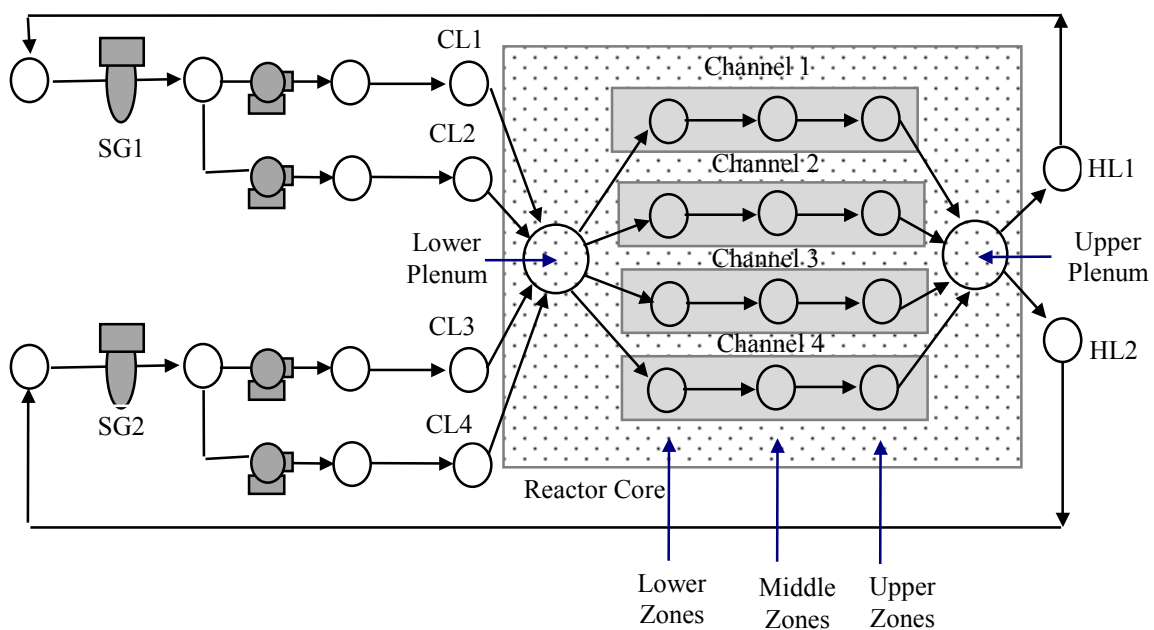 CL1
Channel 1
SG1
CL2
Channel 2
HL1
Lower
Plenum
Channel 3
Upper
Plenum
CL3
Channel 4
HL2
SG2
CL4
Reactor Core
Lower
Zones
Middle
Zones
Upper
Zones